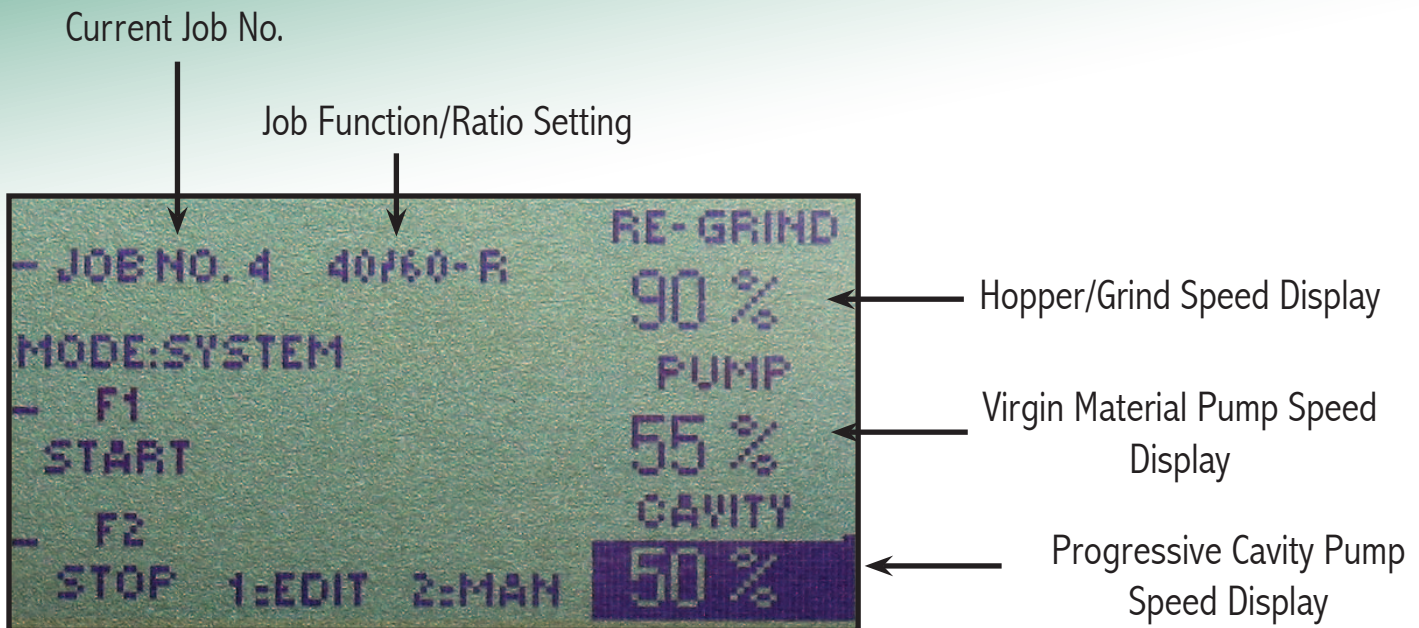 Current Job No.
Job Function/Ratio Setting
RE-GRIND
JOB NO. 4 40/60-R
90 %
Hopper/Grind Speed Display
MODE:SYSTEM
PUMP
F1
55 %
Virgin Material Pump Speed
Display
START
CAVITY
F2
50 %
Progressive Cavity Pump
Speed Display
STOP 1:EDIT 2:MAN